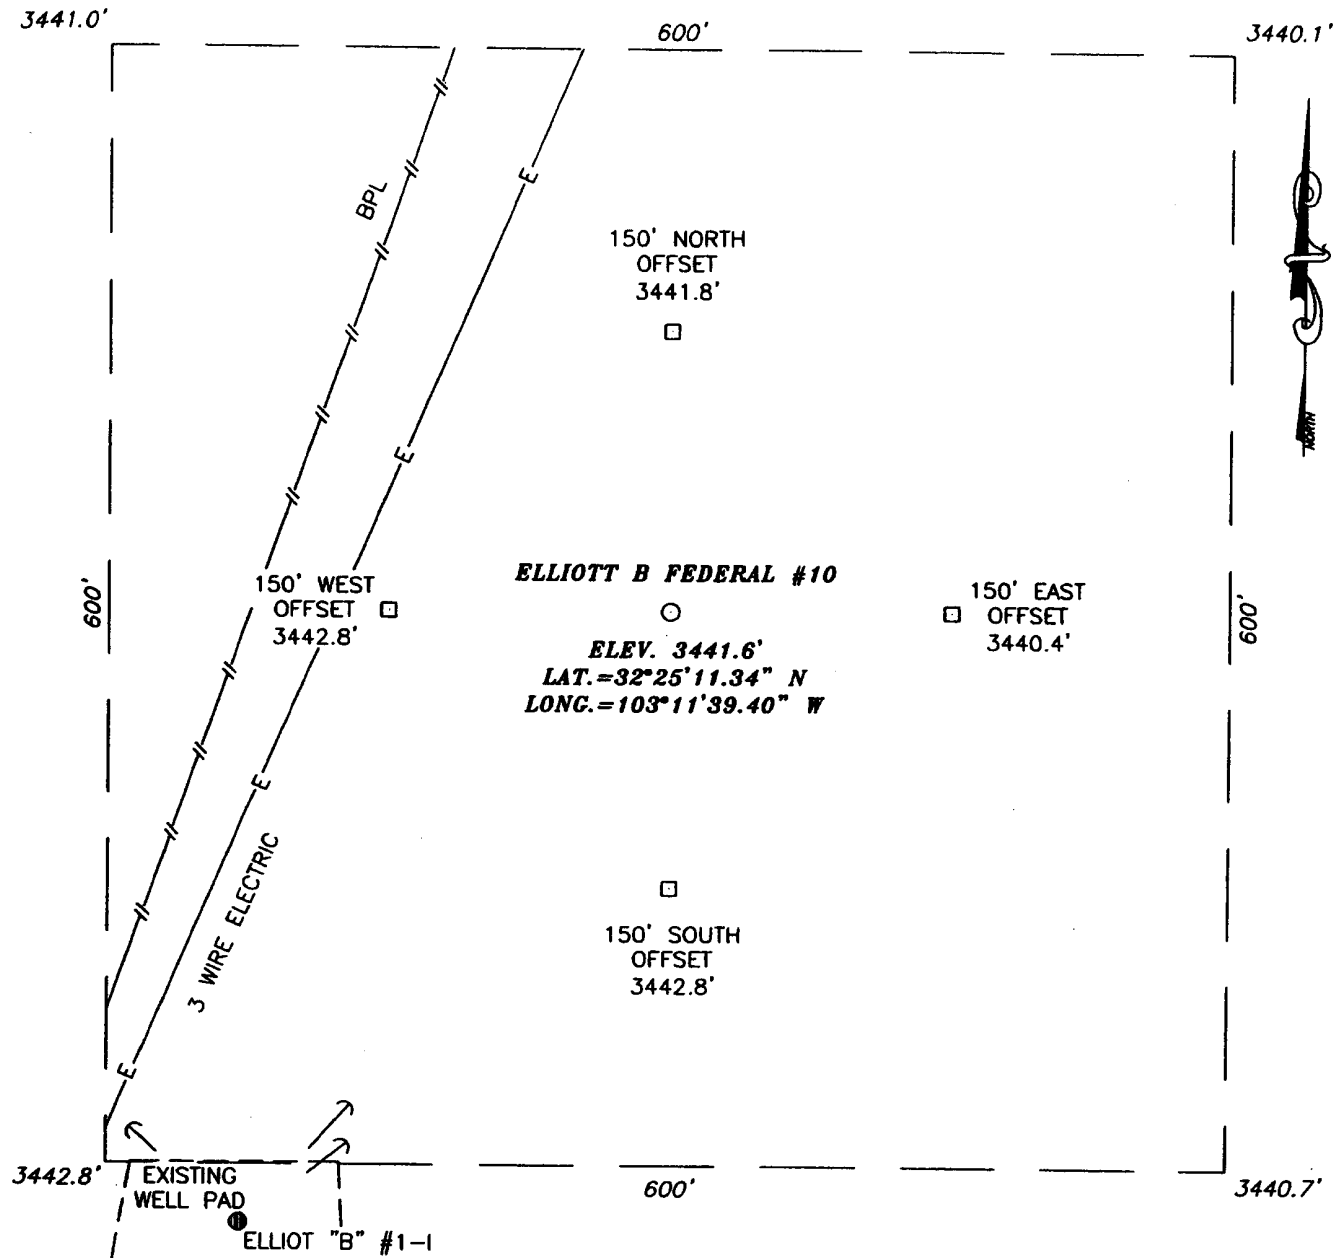 3441.0'
600'
3440.1'
BPL
150' NORTH
OFFSET
3441.8'
NORTH
ELLIOTT B FEDERAL #10
150' WEST
OFFSET
3442.8'
150' EAST
OFFSET
3440.4'
600'
600'
ELEV. 3441.6'
LAT.=32°25'11.34" N
LONG.=103°11'39.40" W
E
E
E
E
3 WIRE ELECTRIC
150' SOUTH
OFFSET
3442.8'
3442.8'
EXISTING
WELL PAD
600'
3440.7'
ELLIOT "B" #1-I